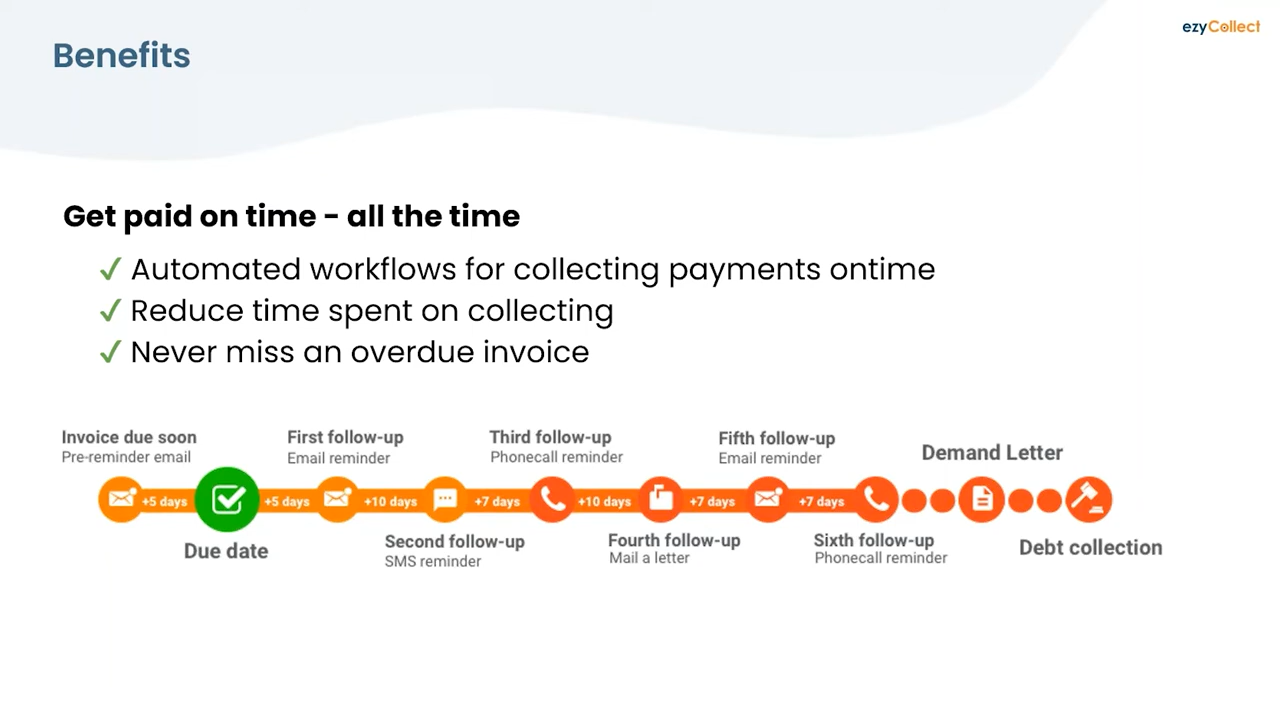 Benefits
ezyCollect
Get paid on time - all the time
✓ Automated workflows for collecting payments ontime
✓ Reduce time spent on collecting
✓ Never miss an overdue invoice
Invoice due soon
Pre-reminder email
First follow-up
Email reminder
Third follow-up
Phonecall reminder
Fifth follow-up
Email reminder
Demand Letter
+5 days +5 days +10 days +7 days +10 days +7 days +7 days
Due date
Second follow-up
SMS reminder
Fourth follow-up
Mail a letter
Sixth follow-up
Phonecall reminder
Debt collection